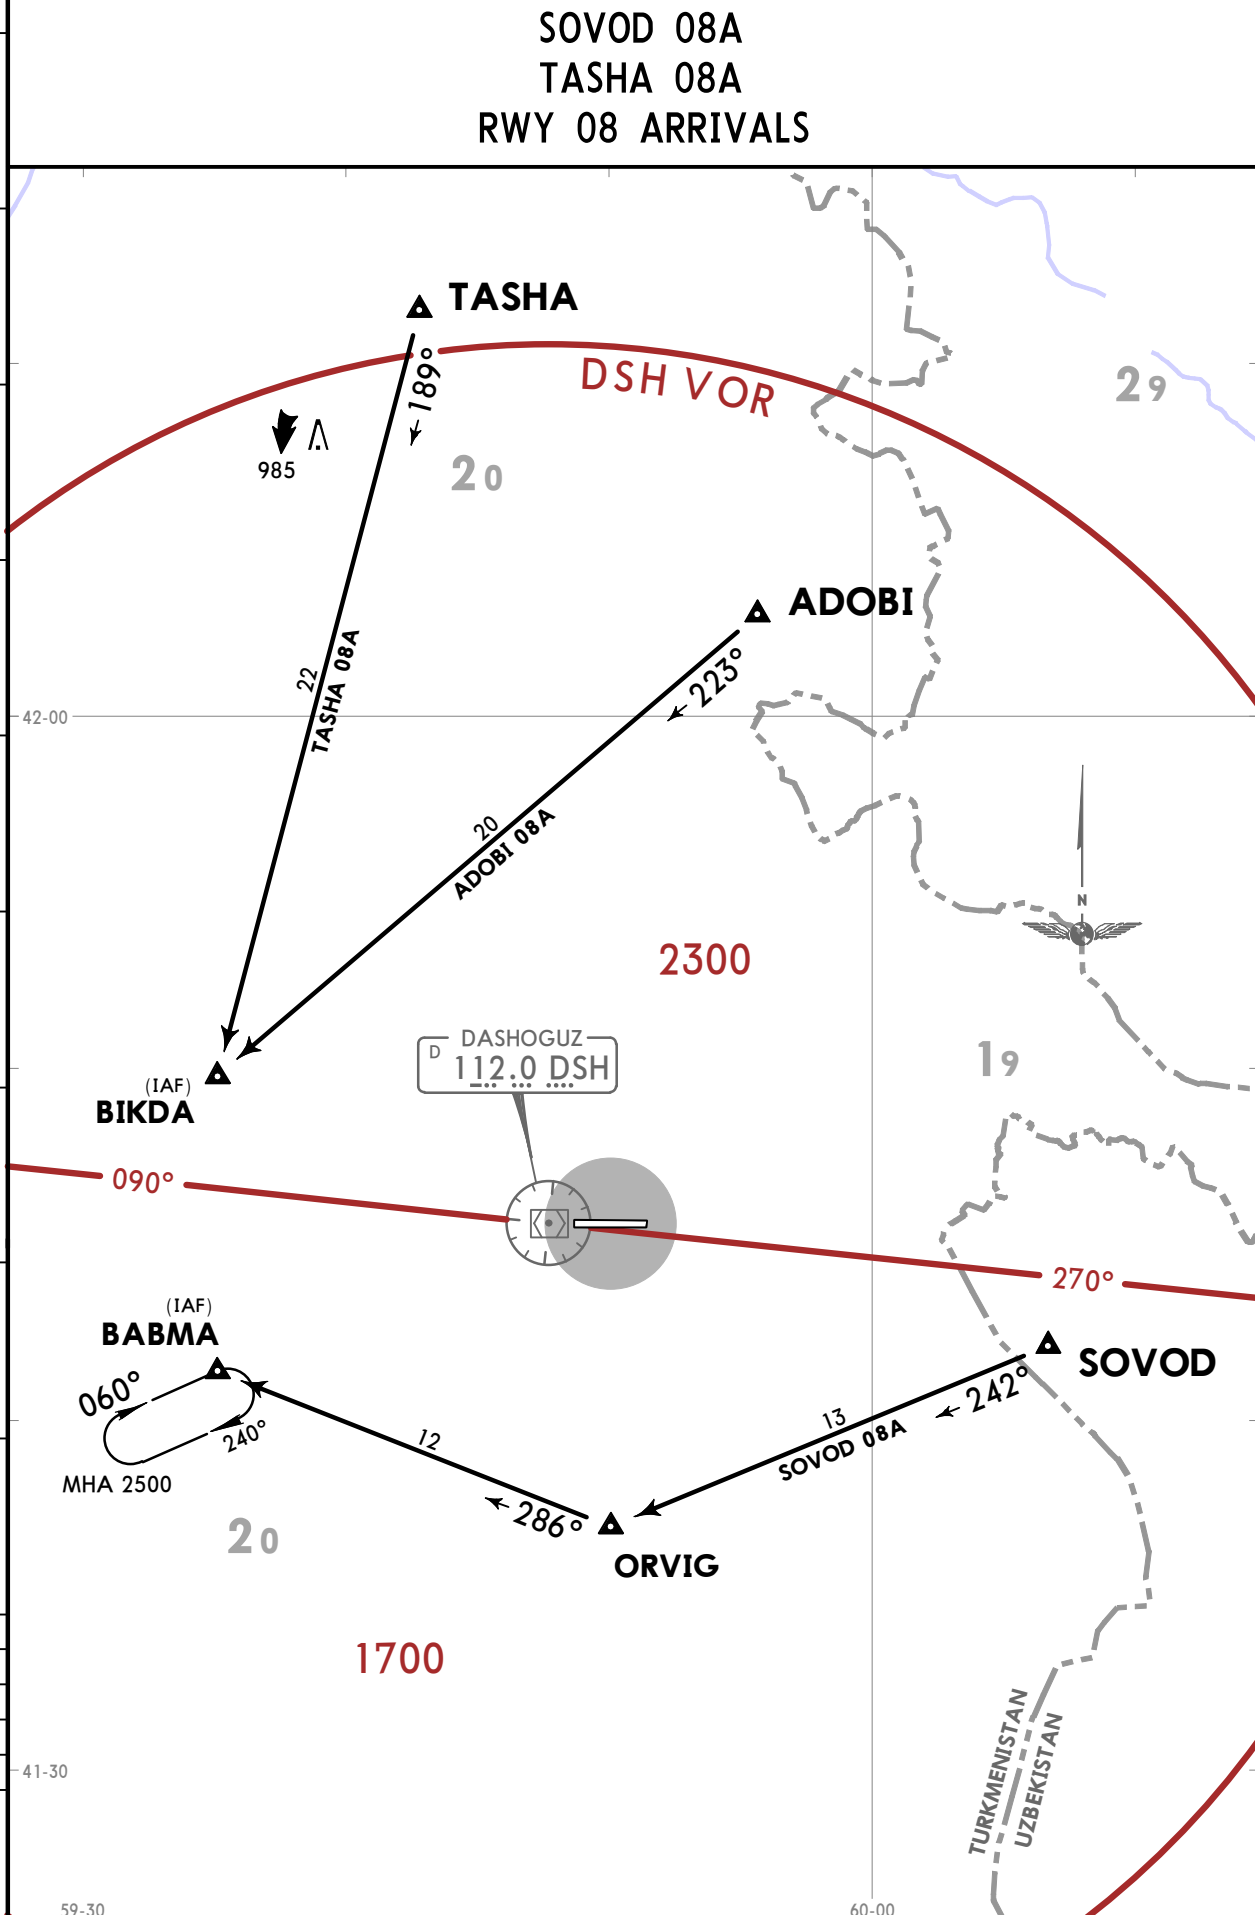 SOVOD 08A
TASHA 08A
RWY 08 ARRIVALS
TASHA
189°
DSH VOR
29
985
20
ADOBI
223°
22
TASHA 08A
42-00
20
ADOBI 08A
N
2300
DASHOGUZ
D
112.0 DSH
19
(IAF)
BIKDA
090°
270°
(IAF)
BABMA
SOVOD
060°
242°
240°
12
13
SOVOD 08A
MHA 2500
286°
20
ORVIG
1700
TURKMENISTAN
UZBEKISTAN
41-30
59-30
60-00